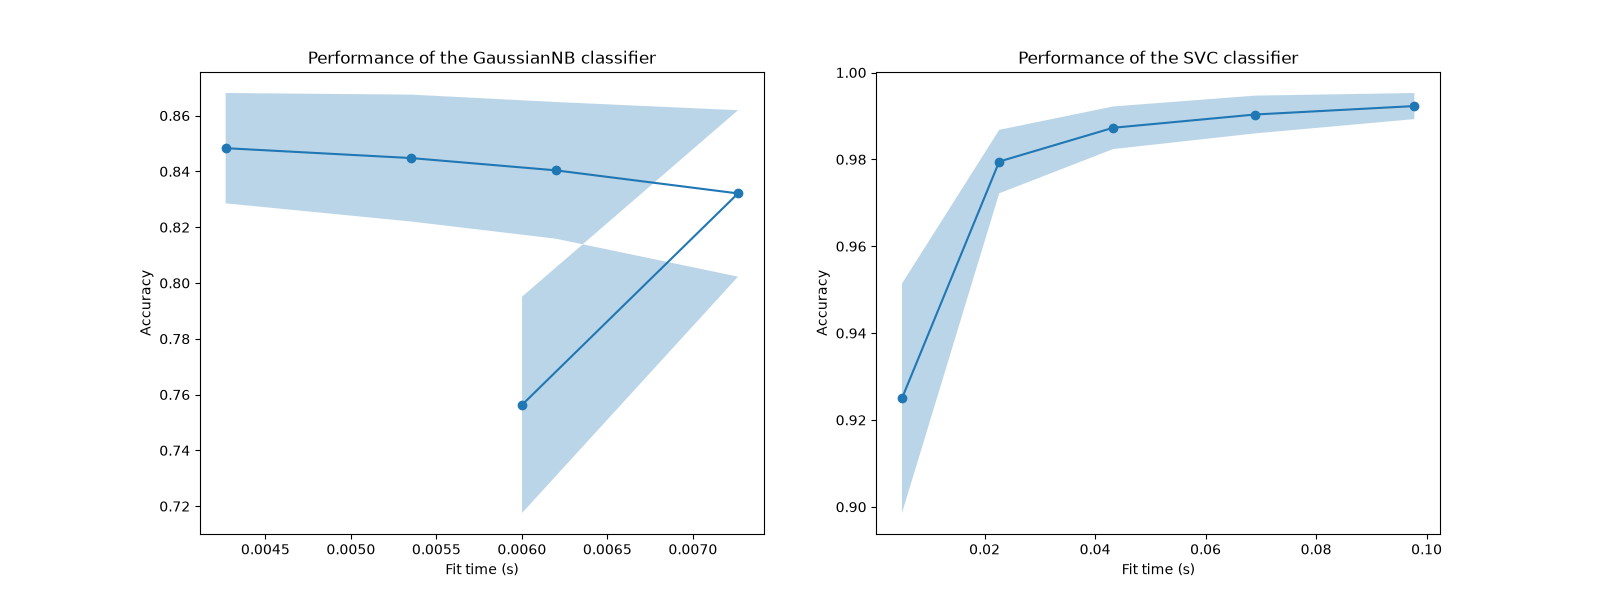 Performance of the GaussianNB classifier
Accuracy
0.86
0.84
0.82
0.80
0.78
0.76
0.74
0.72
0.0045 0.0050 0.0055 0.0060 0.0065 0.0070
Fit time (s)
Performance of the SVC classifier
Accuracy
1.00
0.98
0.96
0.94
0.92
0.90
0.02 0.04 0.06 0.08 0.10
Fit time (s)